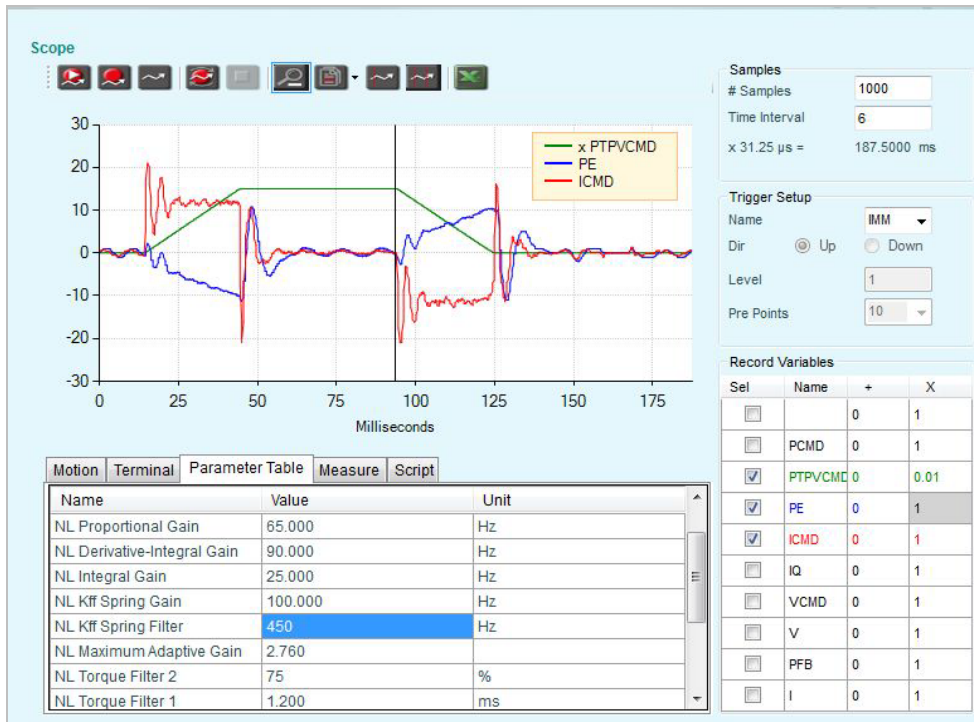 Scope
30
20
10
0
-10
-20
-30
0 25 50 75 100 125 150 175
Milliseconds
x PTPVCMD
PE
ICMD
Motion Terminal Parameter Table Measure Script
Name Value Unit
NL Proportional Gain 65.000 Hz
NL Derivative-Integral Gain 90.000 Hz
NL Integral Gain 25.000 Hz
NL Kff Spring Gain 100.000 Hz
NL Kff Spring Filter 450 Hz
NL Maximum Adaptive Gain 2.760
NL Torque Filter 2 75 %
NL Torque Filter 1 1.200 ms
Samples
# Samples 1000
Time Interval 6
x 31.25 µs = 187.5000 ms
Trigger Setup
Name IMM
Dir Up Down
Level 1
Pre Points 10
Record Variables
Sel Name + X
0 1
PCMD 0 1
PTPVCMD 0 0.01
PE 0 1
ICMD 0 1
IQ 0 1
VCMD 0 1
V 0 1
PFB 0 1
I 0 1